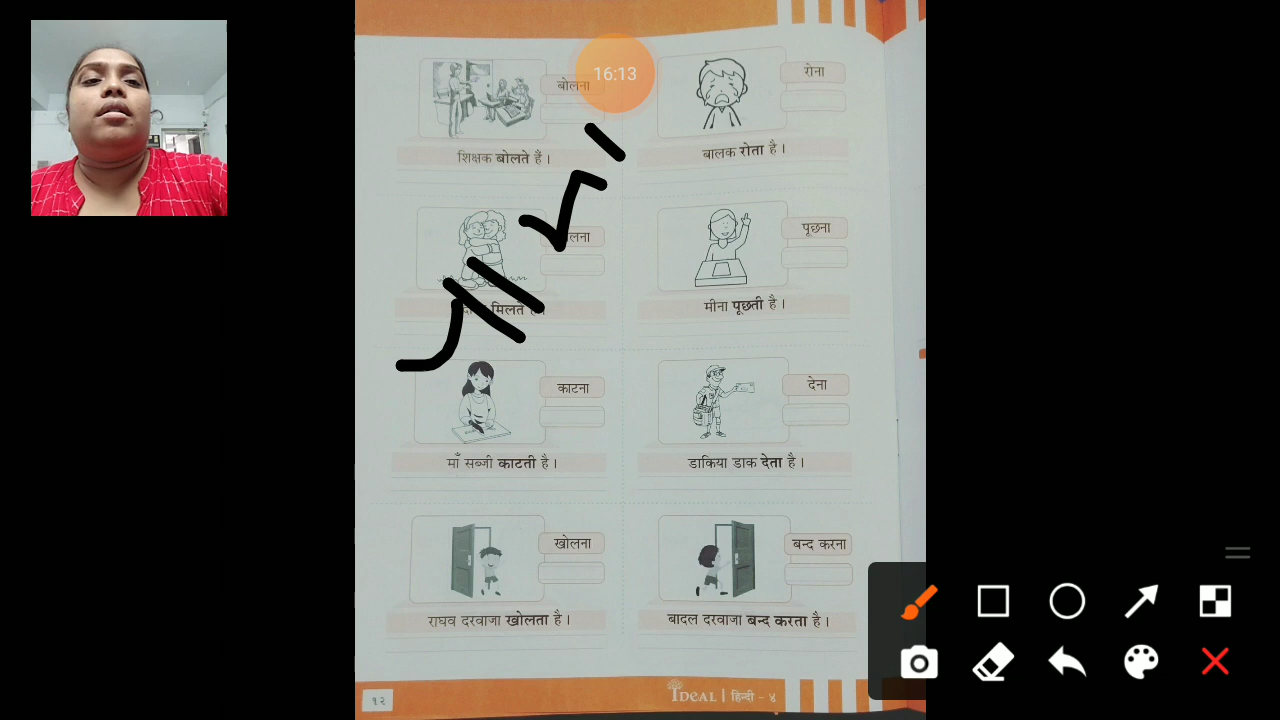 16:13
बोलना
रोना
शिक्षक बोलते हैं ।
बालक रोता है ।
पूछना
मिलते
मीना पूछती है ।
काटना
देना
माँ सब्जी काटती है ।
डाकिया डाक देता है ।
खोलना
बन्द करना
राघव दरवाजा खोलता है ।
बादल दरवाजा बन्द करता है ।
१२
IDEAL | हिन्दी - ४